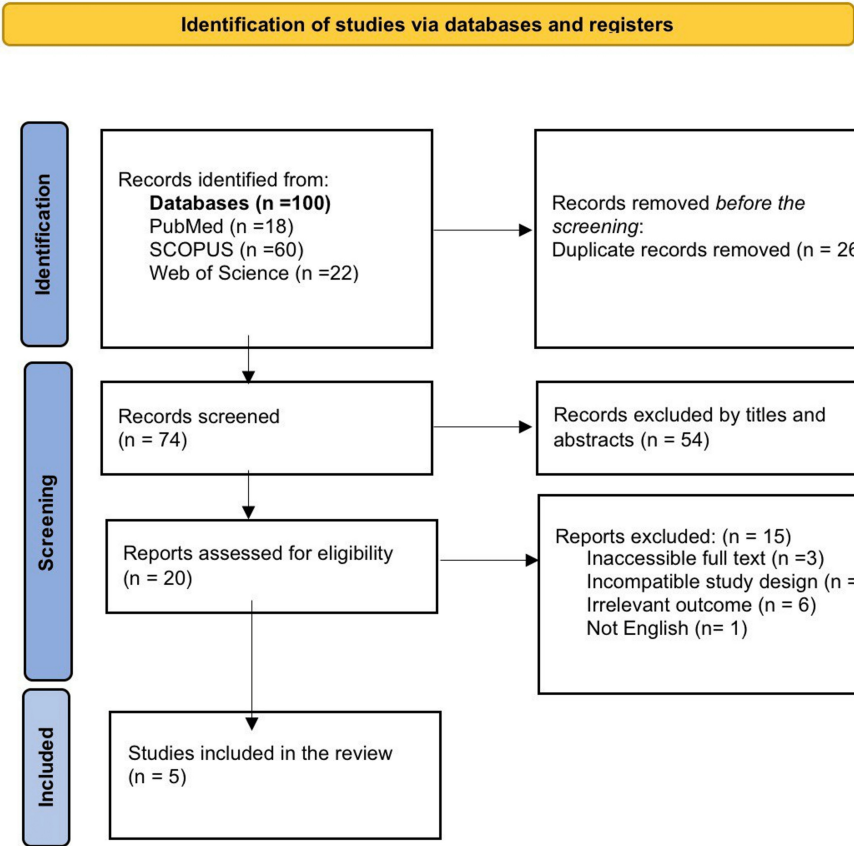 Identification of studies via databases and registers
Identification
Records identified from:
Databases (n =100)
PubMed (n =18)
SCOPUS (n =60)
Web of Science (n =22)
Records removed before the
screening:
Duplicate records removed (n = 26
Screening
Records screened
(n = 74)
Records excluded by titles and
abstracts (n = 54)
Reports assessed for eligibility
(n = 20)
Reports excluded: (n = 15)
Inaccessible full text (n =3)
Incompatible study design (n =
Irrelevant outcome (n = 6)
Not English (n= 1)
Included
Studies included in the review
(n = 5)